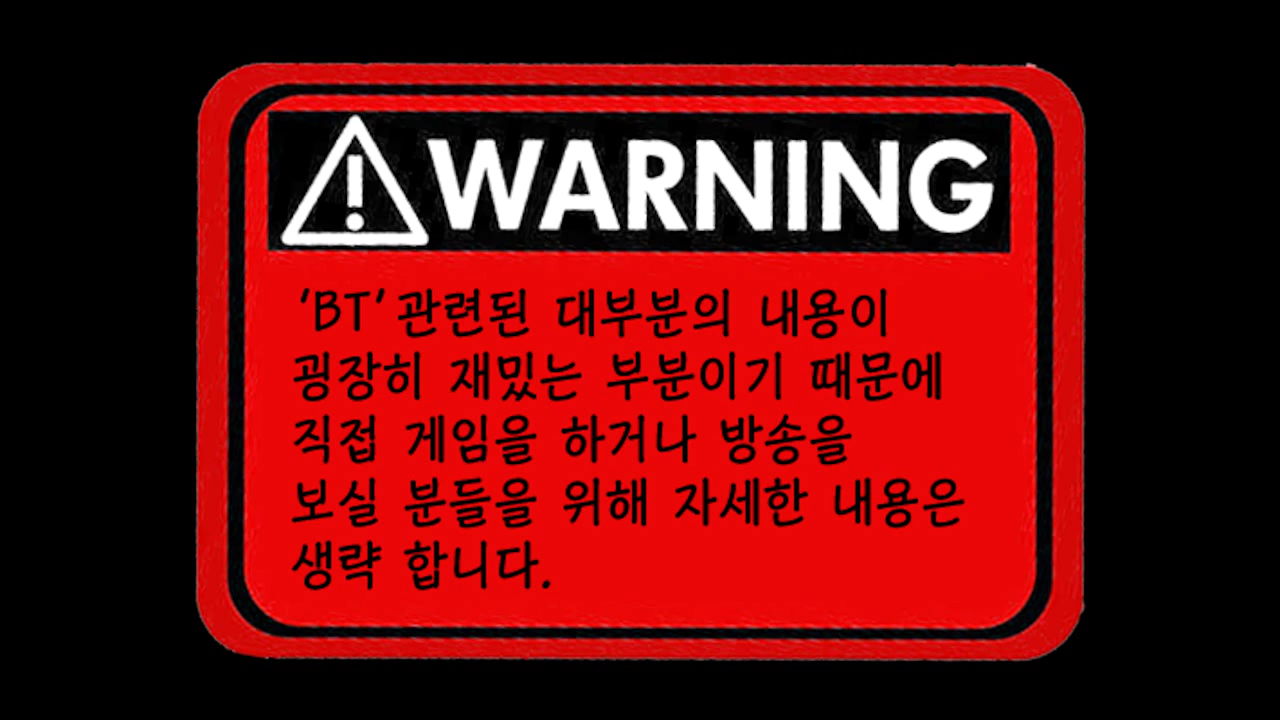 WARNING
'BT' 관련된 대부분의 내용이
굉장히 재밌는 부분이기 때문에
직접 게임을 하거나 방송을
보실 분들을 위해 자세한 내용은
생략 합니다.